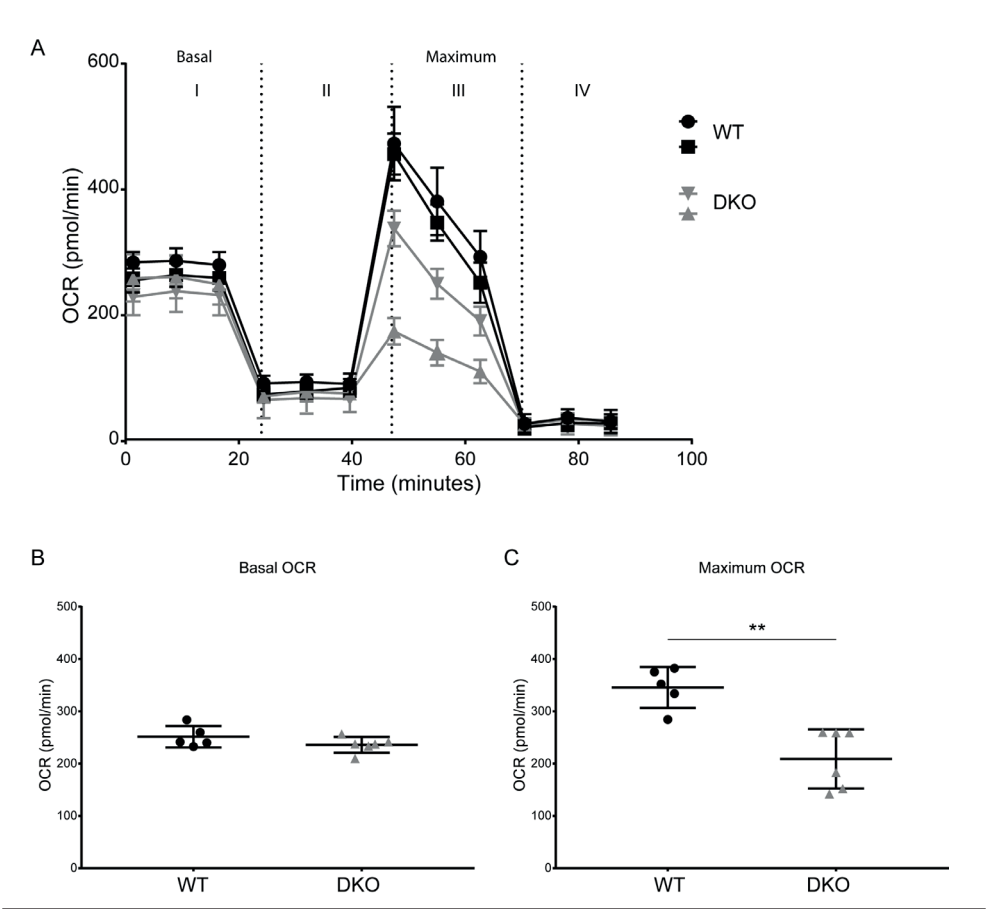 A
Basal
Maximum
I
II
III
IV
600
400
200
0
OCR (pmol/min)
0
20
40
60
80
100
Time (minutes)
WT
DKO
B
Basal OCR
500
400
300
200
100
0
OCR (pmol/min)
WT
DKO
C
Maximum OCR
**
500
400
300
200
100
0
OCR (pmol/min)
WT
DKO